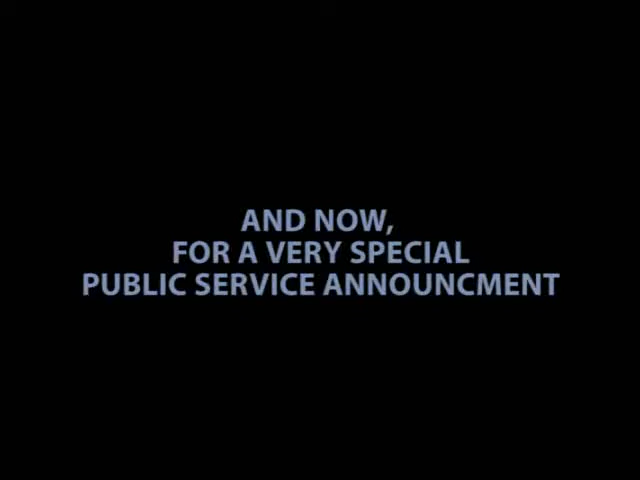 AND NOW,
FOR A VERY SPECIAL
PUBLIC SERVICE ANNOUNCMENT